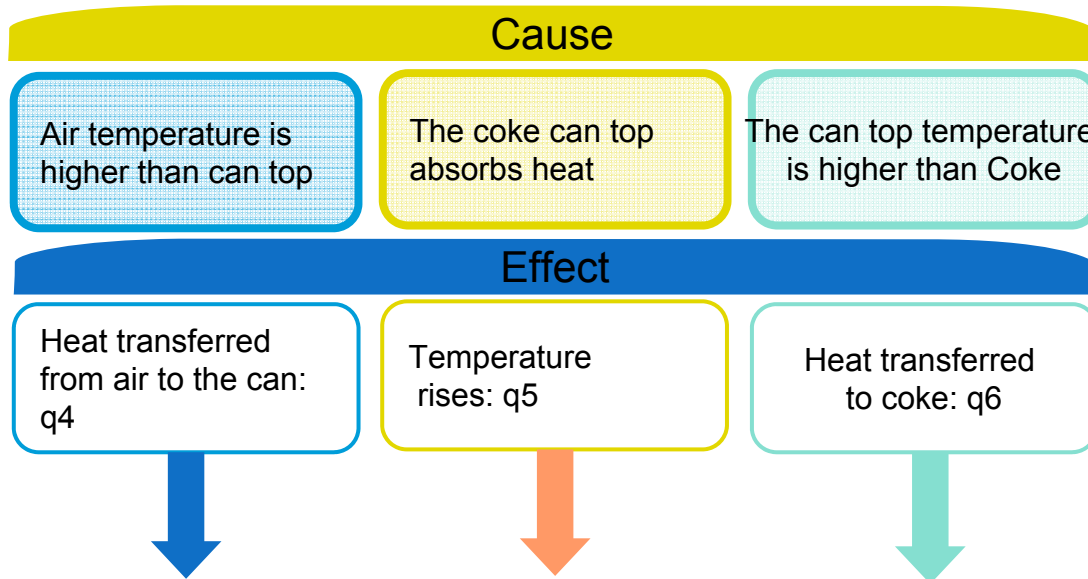 Cause
Air temperature is
higher than can top
The coke can top
absorbs heat
The can top temperature
is higher than Coke
Effect
Heat transferred
from air to the can:
q4
Temperature
rises: q5
Heat transferred
to coke: q6